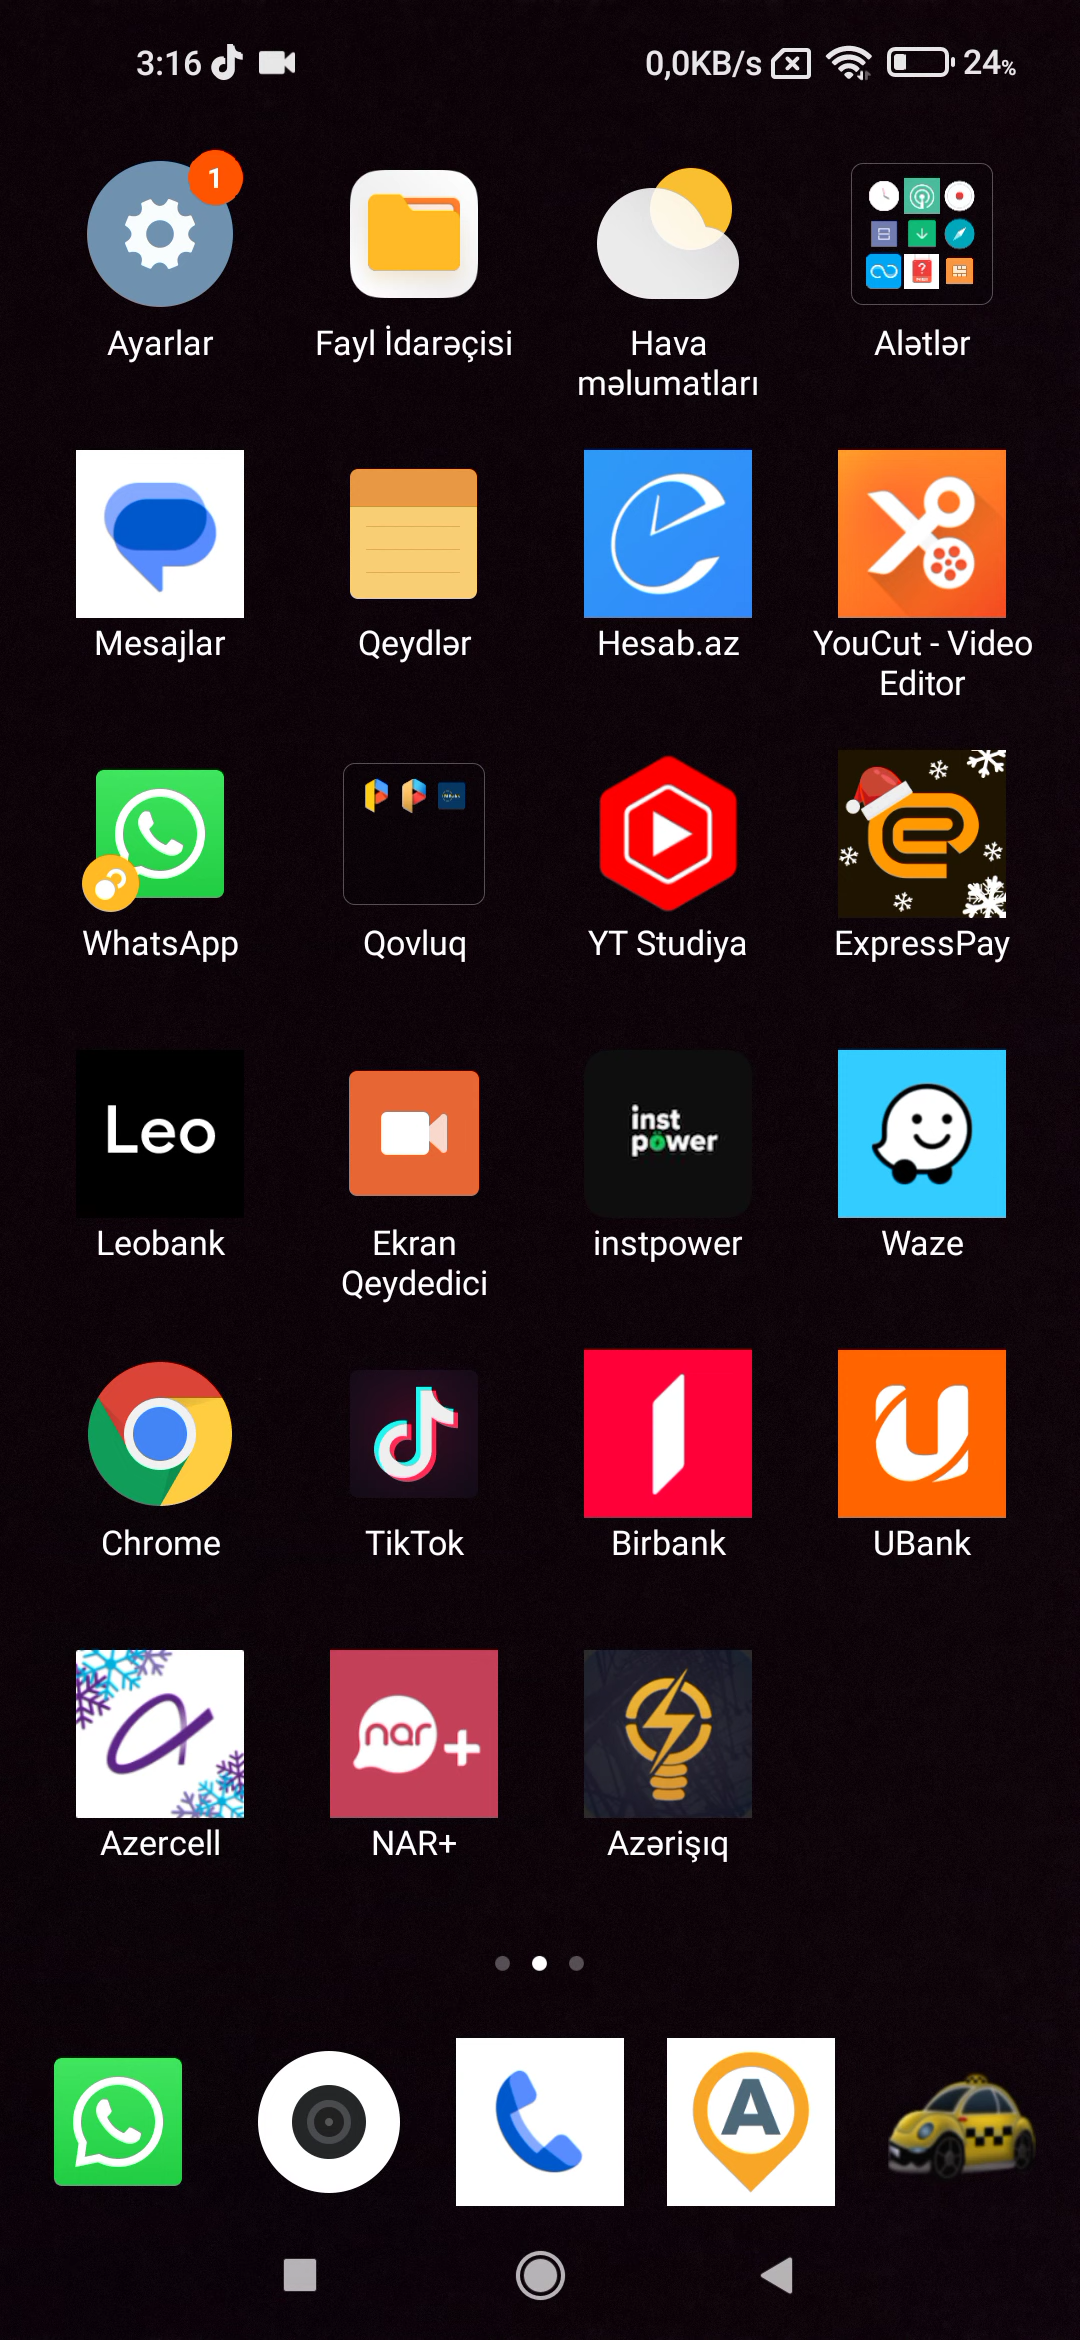 3:16 0,0KB/s 24%
1
Ayarlar Fayl İdarəçisi Hava məlumatları Alətlər
Mesajlar Qeydlər Hesab.az YouCut - Video Editor
WhatsApp Qovluq YT Studiya ExpressPay
Leo
inst
power
Leobank Ekran Qeydedici instpower Waze
Chrome TikTok Birbank UBank
nar+
Azercell NAR+ Azərişıq
A